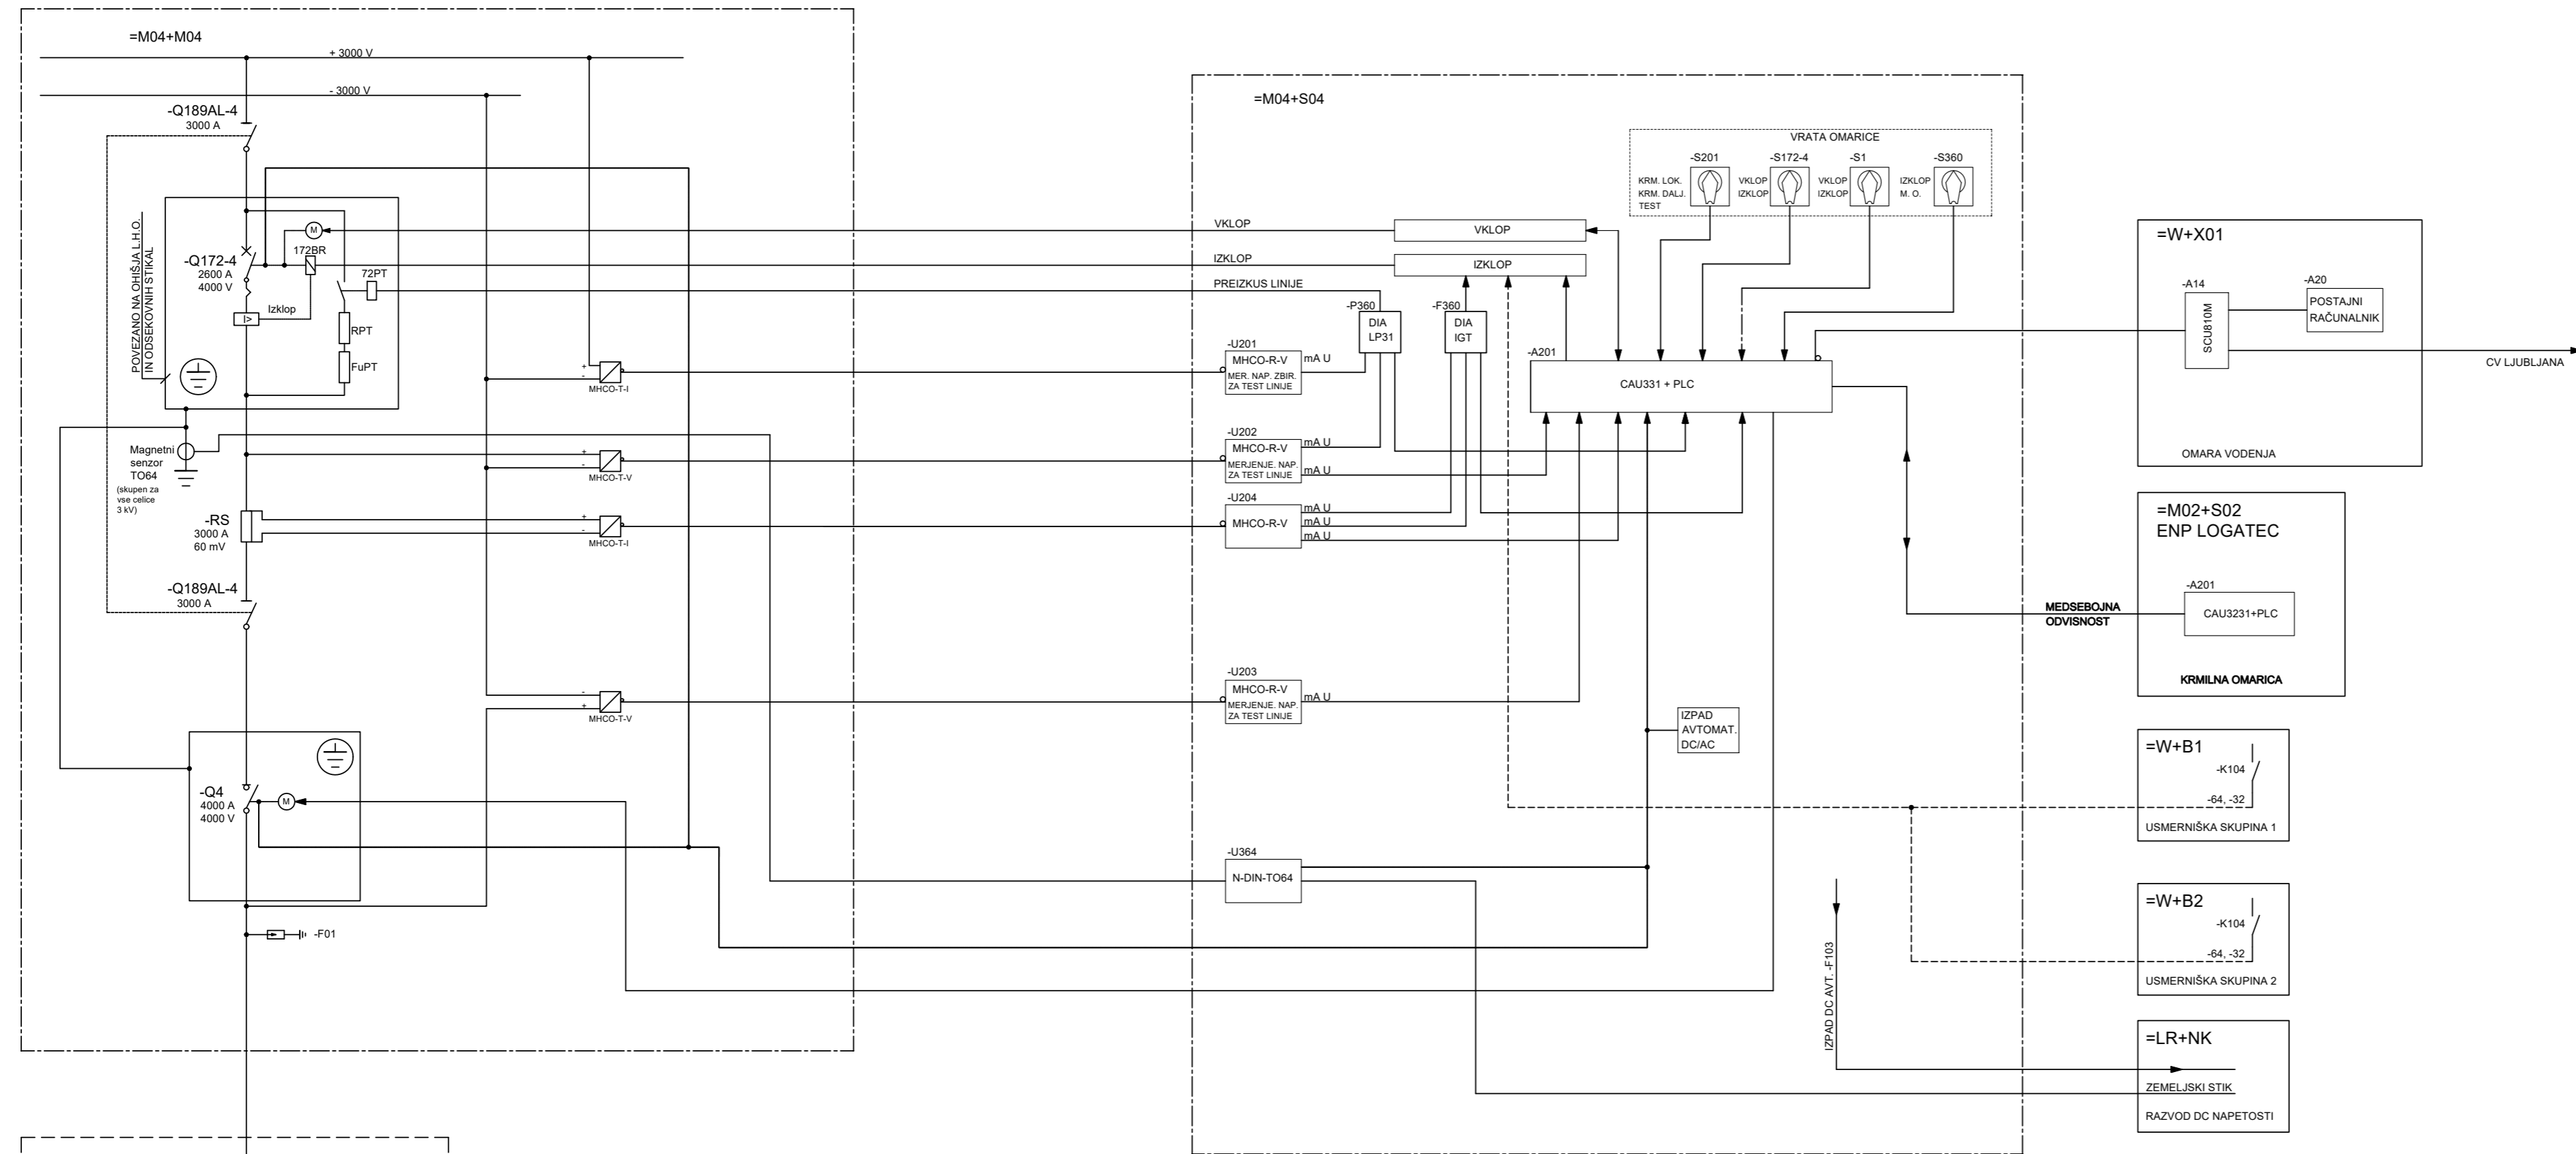 =M04+M04
+ 3000 V
- 3000 V
-Q189AL-4
3000 A
POVEZANO NA OHIŠJA L.H.O.
IN ODSEKOVNIH STIKAL
M
172BR
-Q172-4
2600 A
4000 V
72PT
I>
Izklop
RPT
FuPT
+
-
MHCO-T-I
Magnetni
senzor
TO64
(skupen za
vse celice
3 kV)
+
-
MHCO-T-V
-RS
3000 A
60 mV
+
-
MHCO-T-I
-Q189AL-4
3000 A
-
+
MHCO-T-V
-Q4
4000 A
4000 V
M
-F01
VKLOP
IZKLOP
PREIZKUS LINIJE
=M04+S04
VRATA OMARICE
-S201
KRM. LOK.
KRM. DALJ.
TEST
-S172-4
VKLOP
IZKLOP
-S1
VKLOP
IZKLOP
-S360
IZKLOP
M. O.
VKLOP
IZKLOP
-P360
DIA
LP31
-F360
DIA
IGT
-U201
MHCO-R-V
MER. NAP. ZBIR.
ZA TEST LINIJE
mA U
-A201
CAU331 + PLC
-U202
MHCO-R-V
MERJENJE. NAP.
ZA TEST LINIJE
mA U
mA U
-U204
MHCO-R-V
mA U
mA U
mA U
-U203
MHCO-R-V
MERJENJE. NAP.
ZA TEST LINIJE
mA U
IZPAD
AVTOMAT.
DC/AC
-U364
N-DIN-TO64
IZPAD DC AVT. -F103
MEDSEBOJNA
ODVISNOST
=W+X01
-A14
SCU810M
-A20
POSTAJNI
RAČUNALNIK
CV LJUBLJANA
OMARA VODENJA
=M02+S02
ENP LOGATEC
-A201
CAU3231+PLC
KRMILNA OMARICA
=W+B1
-K104
-64, -32
USMERNIŠKA SKUPINA 1
=W+B2
-K104
-64, -32
USMERNIŠKA SKUPINA 2
=LR+NK
ZEMELJSKI STIK
RAZVOD DC NAPETOSTI